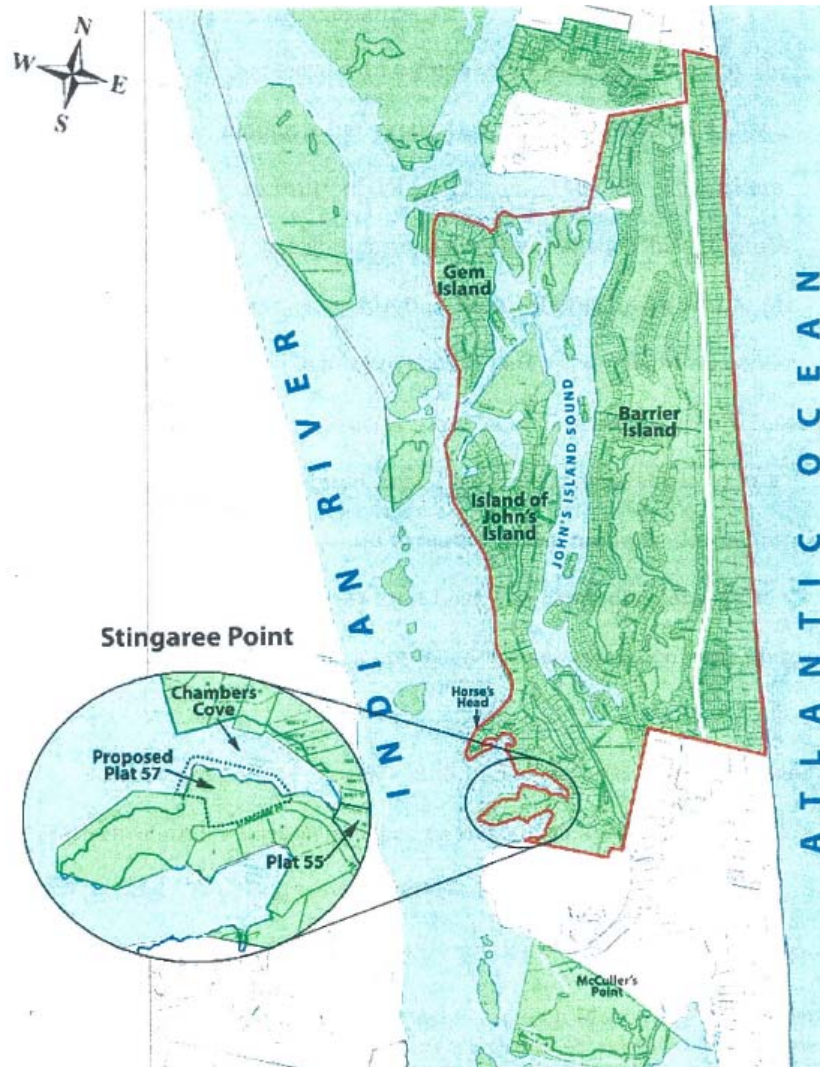 N
W
E
S
Gem
Island
INDIAN RIVER
Barrier
Island
JOHN'S ISLAND SOUND
Island of
John's
Island
ATLANTIC OCEAN
Stingaree Point
Chambers
Cove
Horse's
Head
Proposed
Plat 57
Plat 55
McCuller's
Point